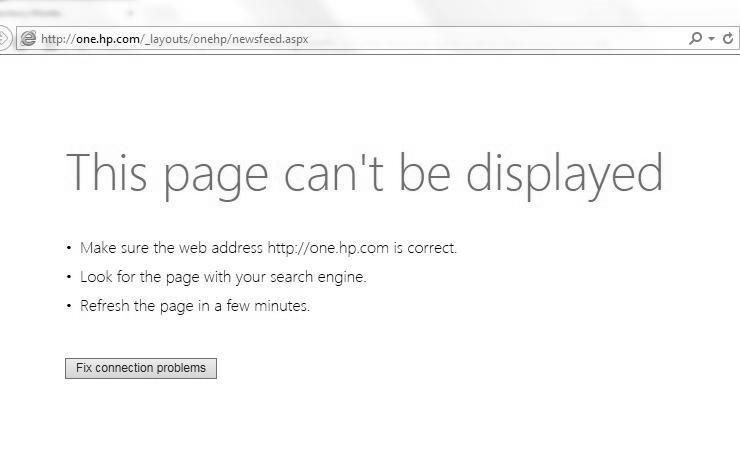 http://one.hp.com/_layouts/onehp/newsfeed.aspx
This page can't be displayed
• Make sure the web address http://one.hp.com is correct.
• Look for the page with your search engine.
• Refresh the page in a few minutes.
Fix connection problems